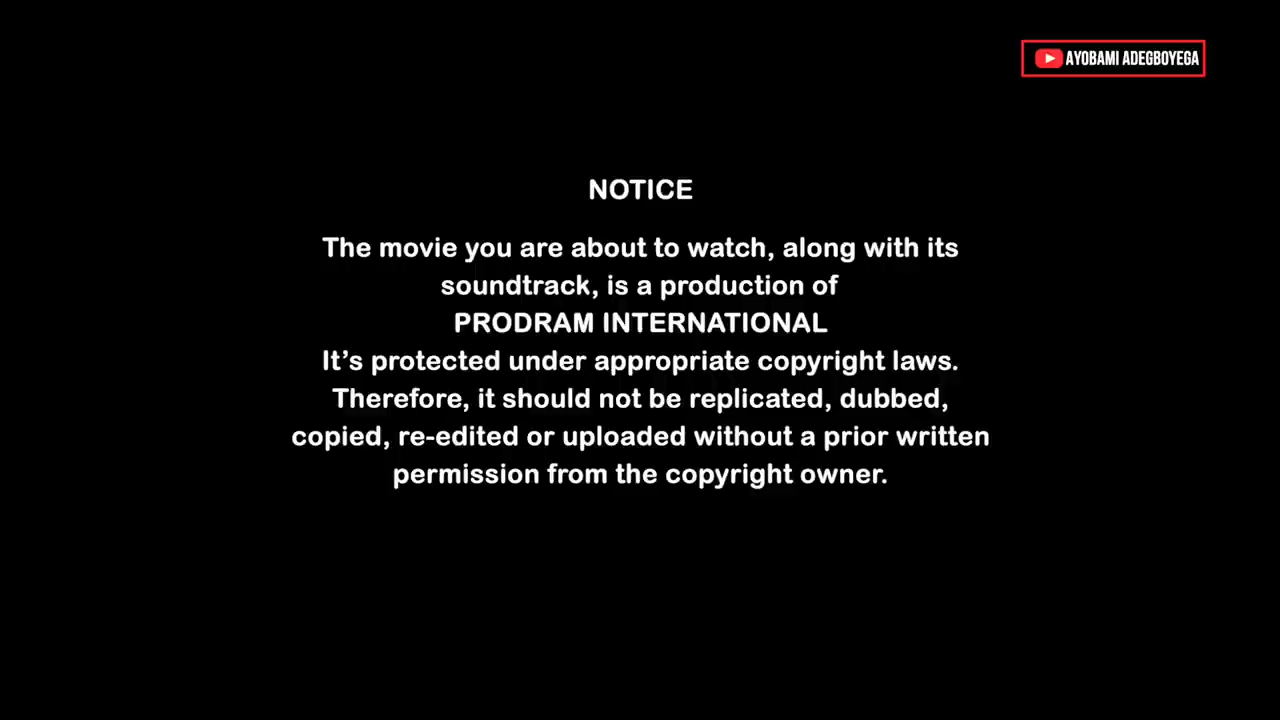 AYOBAMI ADEGBOYEGA
NOTICE
The movie you are about to watch, along with its
soundtrack, is a production of
PRODRAM INTERNATIONAL
It’s protected under appropriate copyright laws.
Therefore, it should not be replicated, dubbed,
copied, re-edited or uploaded without a prior written
permission from the copyright owner.